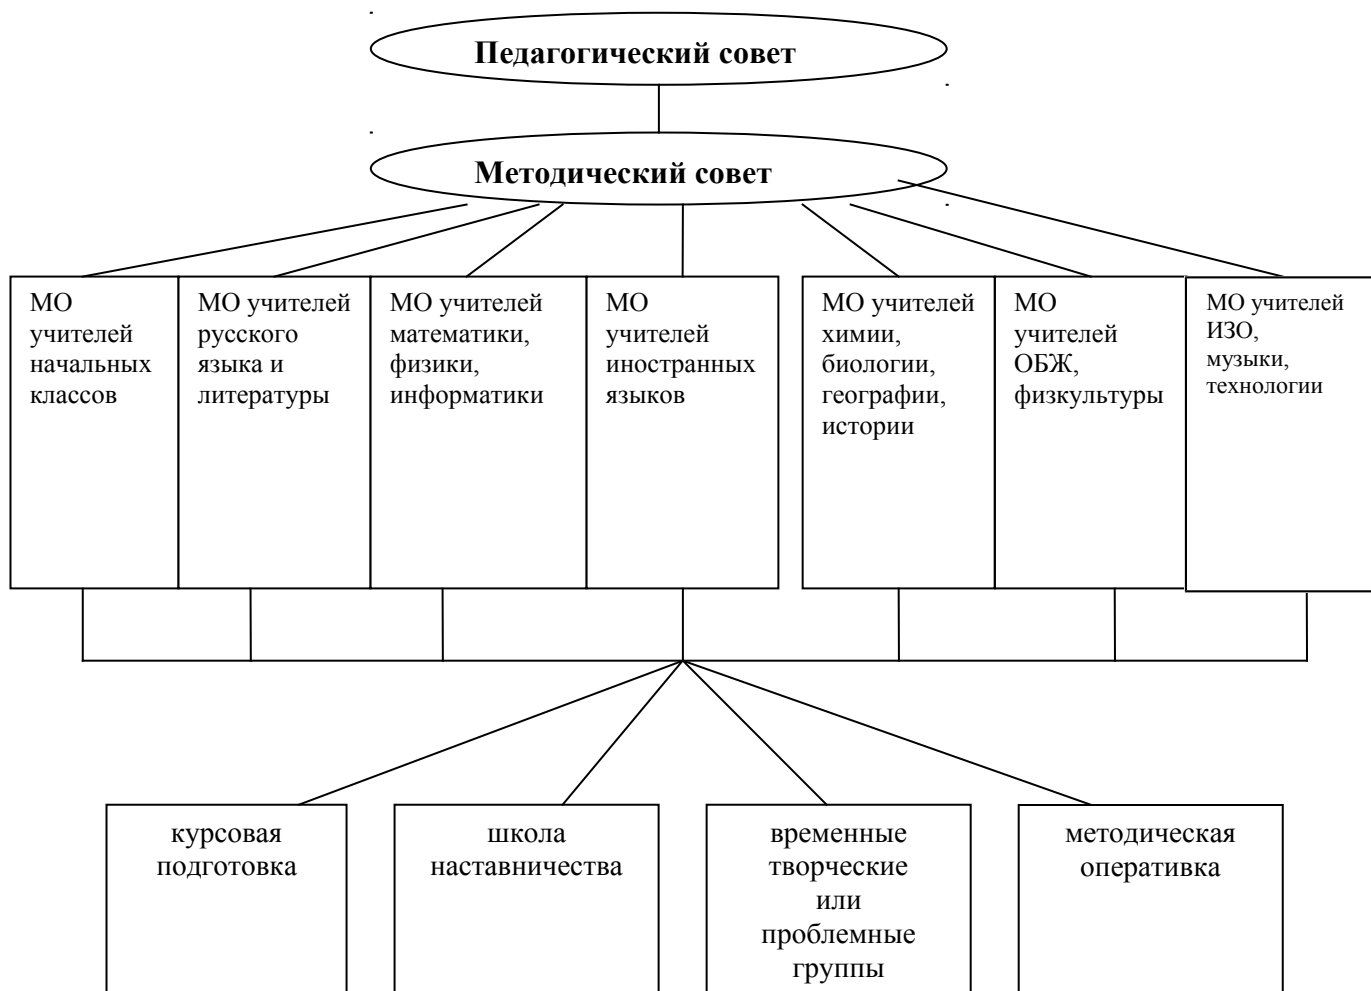 Педагогический совет
Методический совет
МО
учителей
начальных
классов
МО учителей
русского
языка и
литературы
МО учителей
математики,
физики,
информатики
МО
учителей
иностранных
языков
МО учителей
химии,
биологии,
географии,
истории
МО
учителей
ОБЖ,
физкультуры
МО учителей
ИЗО,
музыки,
технологии
курсовая
подготовка
школа
наставничества
временные
творческие
или
проблемные
группы
методическая
оперативка